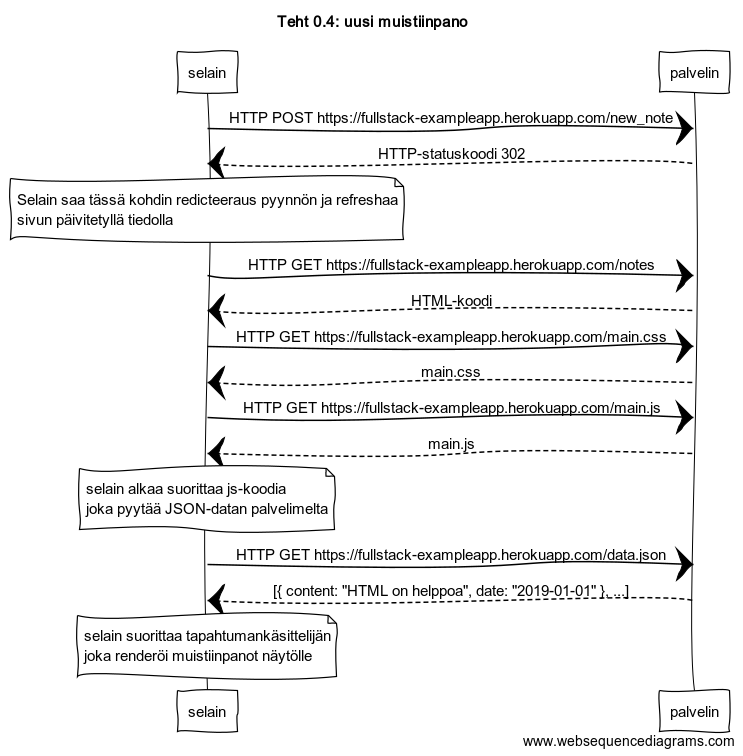 Teht 0.4: uusi muistiinpano
selain
palvelin
HTTP POST https://fullstack-exampleapp.herokuapp.com/new_note
HTTP-statuskoodi 302
Selain saa tässä kohdin redicteeraus pyynnön ja refreshaa
sivun päivitetyllä tiedolla
HTTP GET https://fullstack-exampleapp.herokuapp.com/notes
HTML-koodi
HTTP GET https://fullstack-exampleapp.herokuapp.com/main.css
main.css
HTTP GET https://fullstack-exampleapp.herokuapp.com/main.js
main.js
selain alkaa suorittaa js-koodia
joka pyytää JSON-datan palvelimelta
HTTP GET https://fullstack-exampleapp.herokuapp.com/data.json
[{ content: "HTML on helppoa", date: "2019-01-01" }, ...]
selain suorittaa tapahtumankäsittelijän
joka renderöi muistiinpanot näytölle
selain
palvelin
www.websequencediagrams.com